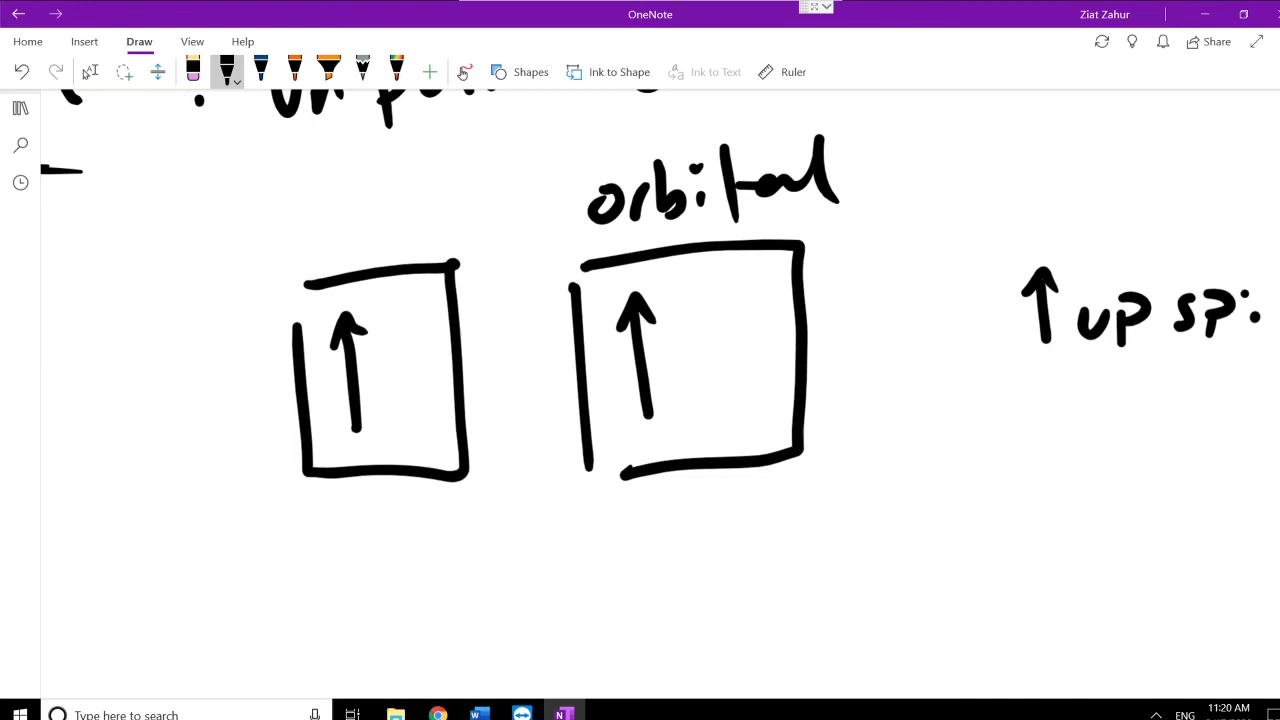 OneNote
Ziat Zahur
Home Insert Draw View Help
Share
Shapes Ink to Shape Ink to Text Ruler
orbital
↑ up sp
Type here to search
ENG
11:20 AM